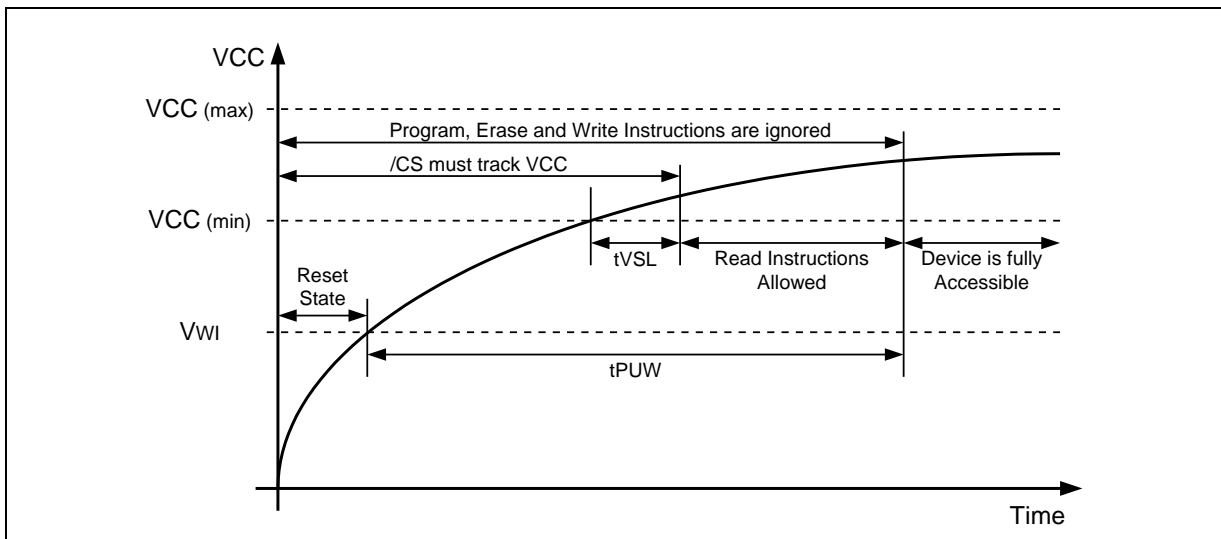 VCC
VCC (max)
Program, Erase and Write Instructions are ignored
/CS must track VCC
VCC (min)
tVSL
Read Instructions
Allowed
Device is fully
Accessible
Reset
State
VWI
tPUW
Time